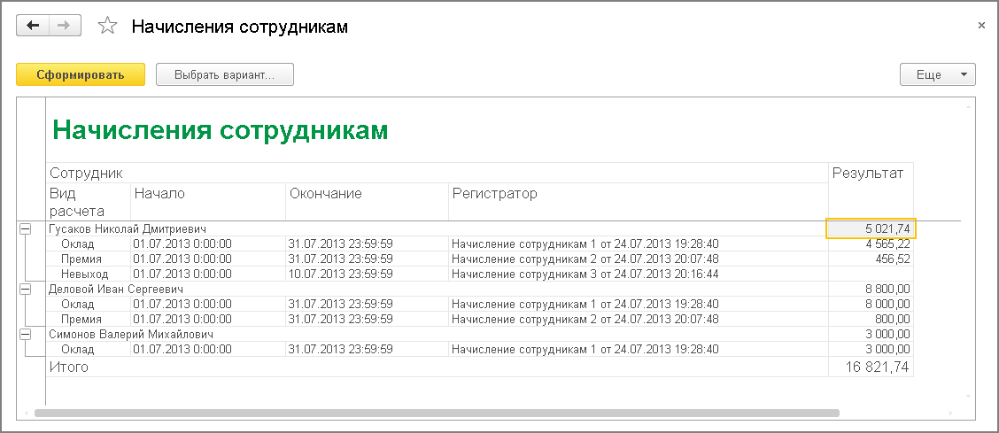 Начисления сотрудникам
Сформировать Выбрать вариант... Еще
Начисления сотрудникам
Сотрудник Результат
Вид расчета Начало Окончание Регистратор
Гусаков Николай Дмитриевич 5 021,74
Оклад 01.07.2013 0:00:00 31.07.2013 23:59:59 Начисление сотрудникам 1 от 24.07.2013 19:28:40 4 565,22
Премия 01.07.2013 0:00:00 31.07.2013 23:59:59 Начисление сотрудникам 2 от 24.07.2013 20:07:48 456,52
Невыход 01.07.2013 0:00:00 10.07.2013 23:59:59 Начисление сотрудникам 3 от 24.07.2013 20:16:44
Деловой Иван Сергеевич 8 800,00
Оклад 01.07.2013 0:00:00 31.07.2013 23:59:59 Начисление сотрудникам 1 от 24.07.2013 19:28:40 8 000,00
Премия 01.07.2013 0:00:00 31.07.2013 23:59:59 Начисление сотрудникам 2 от 24.07.2013 20:07:48 800,00
Симонов Валерий Михайлович 3 000,00
Оклад 01.07.2013 0:00:00 31.07.2013 23:59:59 Начисление сотрудникам 1 от 24.07.2013 19:28:40 3 000,00
Итого 16 821,74